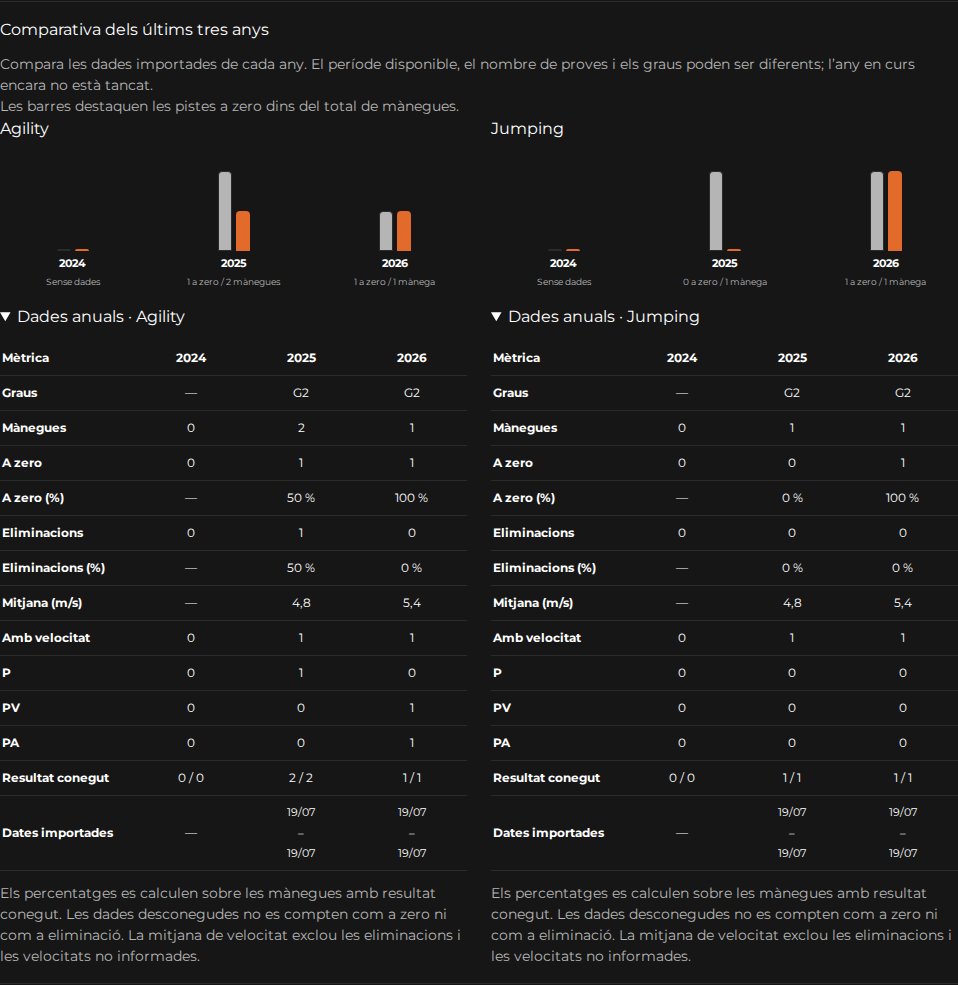 Comparativa dels últims tres anys
Compara les dades importades de cada any. El període disponible, el nombre de proves i els graus poden ser diferents; l'any en curs
encara no està tancat.
Les barres destaquen les pistes a zero dins del total de mànegues.
Agility
2024
Sense dades
2025
1 a zero / 2 mànegues
2026
1 a zero / 1 mànega
Dades anuals · Agility
Mètrica 2024 2025 2026
Graus — G2 G2
Mànegues 0 2 1
A zero 0 1 1
A zero (%) — 50 % 100 %
Eliminacions 0 1 0
Eliminacions (%) — 50 % 0 %
Mitjana (m/s) — 4,8 5,4
Amb velocitat 0 1 1
P 0 1 0
PV 0 0 1
PA 0 0 1
Resultat conegut 0 / 0 2 / 2 1 / 1
19/07 19/07
Dates importades — – –
19/07 19/07
Els percentatges es calculen sobre les mànegues amb resultat
conegut. Les dades desconegudes no es compten com a zero ni
com a eliminació. La mitjana de velocitat exclou les eliminacions i
les velocitats no informades.
Jumping
2024
Sense dades
2025
0 a zero / 1 mànega
2026
1 a zero / 1 mànega
Dades anuals · Jumping
Mètrica 2024 2025 2026
Graus — G2 G2
Mànegues 0 1 1
A zero 0 0 1
A zero (%) — 0 % 100 %
Eliminacions 0 0 0
Eliminacions (%) — 0 % 0 %
Mitjana (m/s) — 4,8 5,4
Amb velocitat 0 1 1
P 0 0 0
PV 0 0 0
PA 0 0 0
Resultat conegut 0 / 0 1 / 1 1 / 1
19/07 19/07
Dates importades — – –
19/07 19/07
Els percentatges es calculen sobre les mànegues amb resultat
conegut. Les dades desconegudes no es compten com a zero ni
com a eliminació. La mitjana de velocitat exclou les eliminacions i
les velocitats no informades.